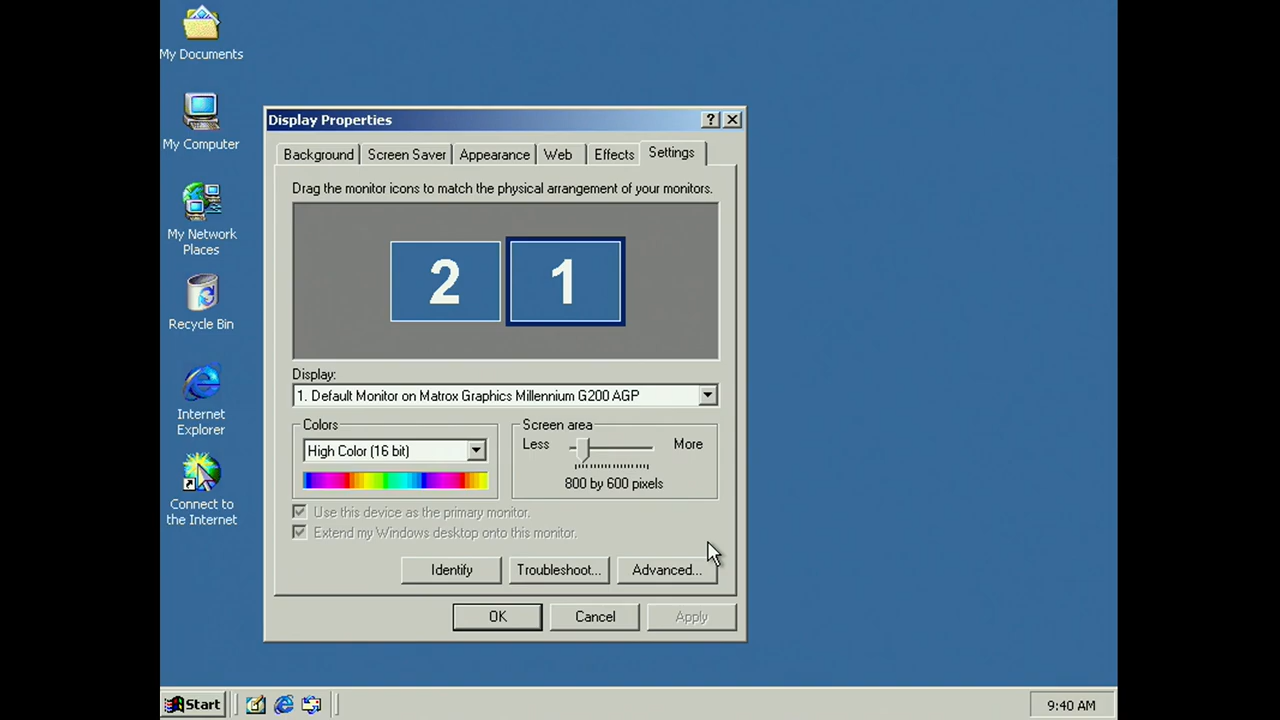 My Documents
My Computer
My Network
Places
Recycle Bin
Internet
Explorer
Connect to
the Internet
Display Properties
?
Background
Screen Saver
Appearance
Web
Effects
Settings
Drag the monitor icons to match the physical arrangement of your monitors.
2
1
Display:
1. Default Monitor on Matrox Graphics Millennium G200 AGP
Colors
High Color (16 bit)
Screen area
Less
More
800 by 600 pixels
Use this device as the primary monitor.
Extend my Windows desktop onto this monitor.
Identify
Troubleshoot...
Advanced...
OK
Cancel
Apply
Start
9:40 AM